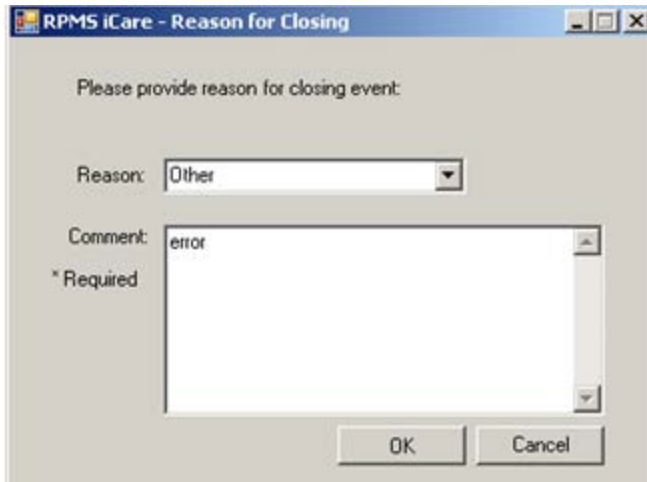 RPMS iCare - Reason for Closing
Please provide reason for closing event:
Reason: Other
Comment: error
* Required
OK Cancel